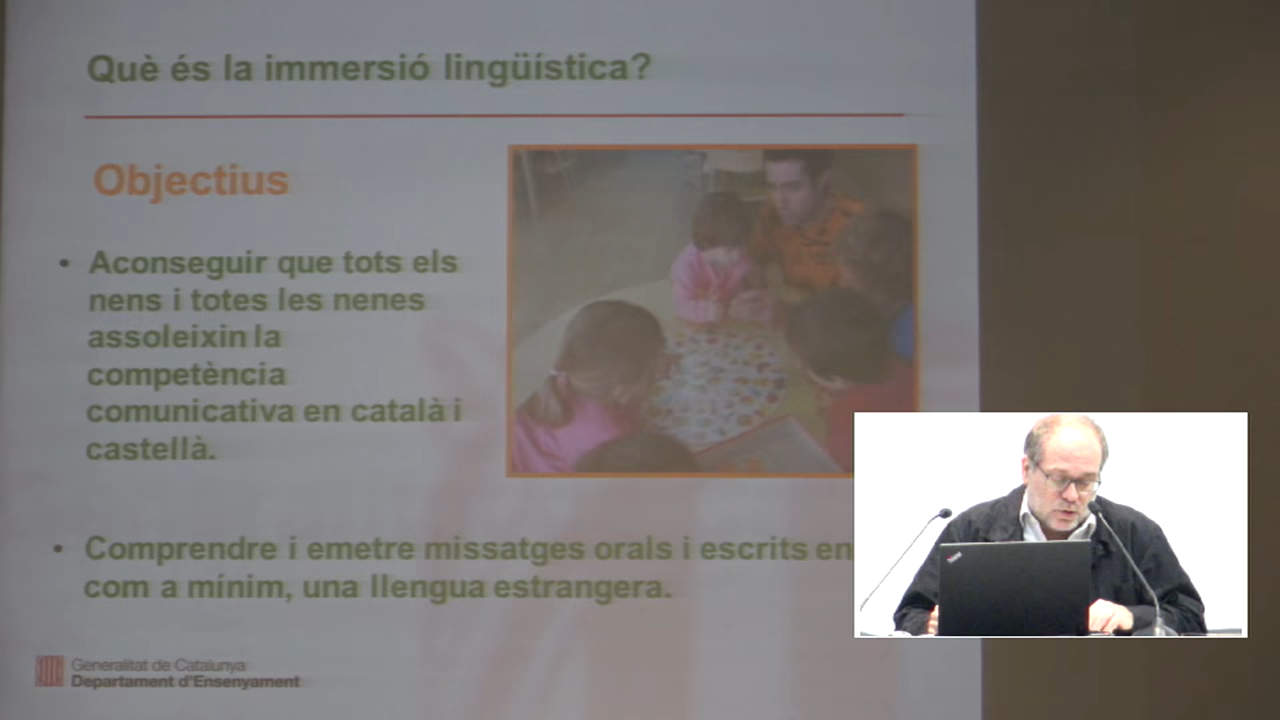 Què és la immersió lingüística?
Objectius
• Aconseguir que tots els
nens i totes les nenes
assoleixin la
competència
comunicativa en català i
castellà.
• Comprendre i emetre missatges orals i escrits en
com a mínim, una llengua estrangera.
Generalitat de Catalunya
Departament d'Ensenyament